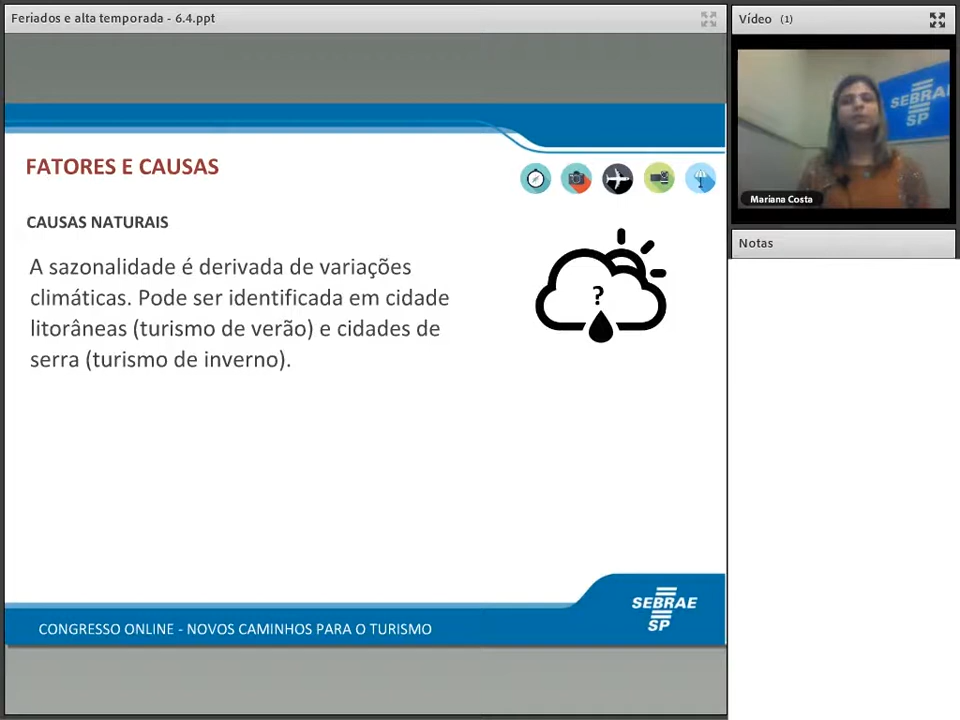 Feriados e alta temporada - 6.4.ppt
FATORES E CAUSAS
CAUSAS NATURAIS
A sazonalidade é derivada de variações
climáticas. Pode ser identificada em cidade
litorâneas (turismo de verão) e cidades de
serra (turismo de inverno).
?
SEBRAE
SP
CONGRESSO ONLINE - NOVOS CAMINHOS PARA O TURISMO
Vídeo (1)
SEBRAE
SP
Mariana Costa
Notas